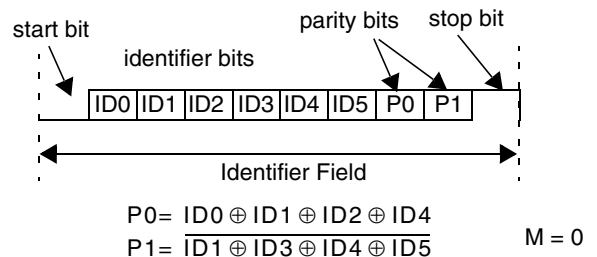 start bit
identifier bits
parity bits
stop bit
ID0 ID1 ID2 ID3 ID4 ID5 P0 P1
Identifier Field
P0= ID0 ⊕ ID1 ⊕ ID2 ⊕ ID4
P1= \overline{ID1 ⊕ ID3 ⊕ ID4 ⊕ ID5}
M = 0